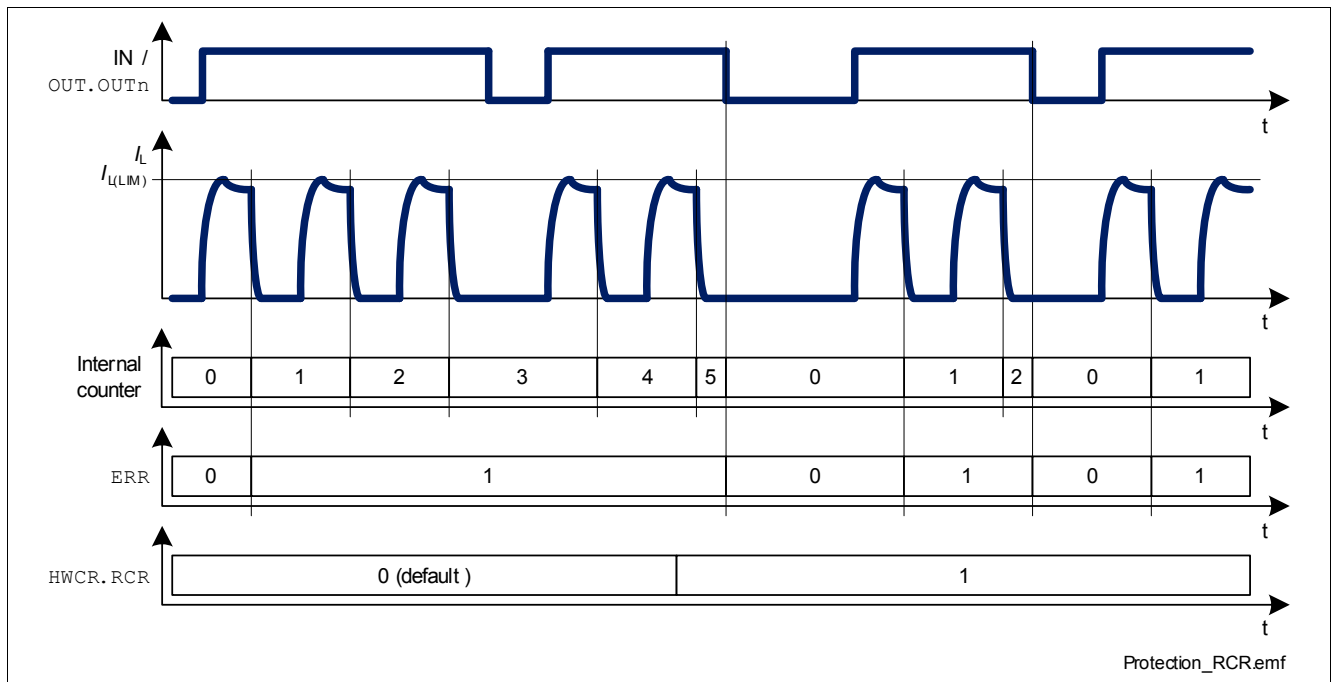 IN /
OUT.OUTn
t
I_L
I_L(LIM)
t
Internal
counter
0 1 2 3 4 5 0 1 2 0 1
t
ERR
0 1 0 1 0 1
t
HWCR.RCR
0 (default )
1
t
Protection_RCR.emf